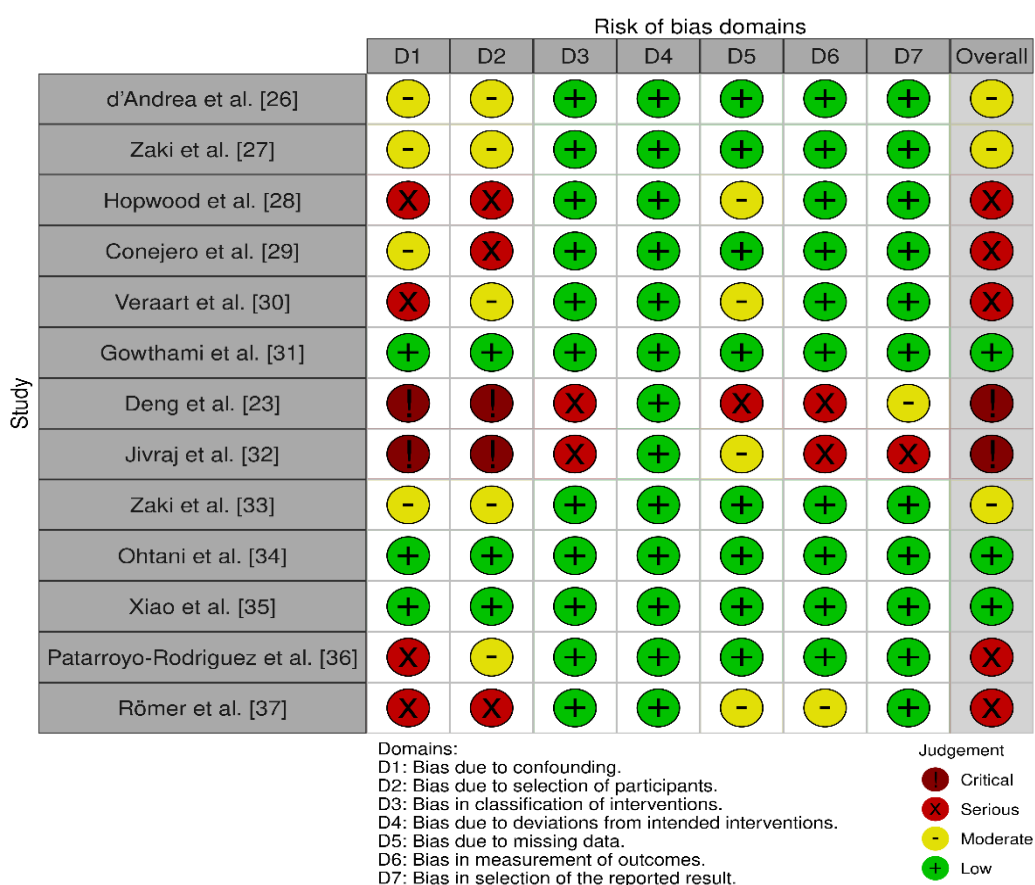 Risk of bias domains
D1 D2 D3 D4 D5 D6 D7 Overall
Study
d'Andrea et al. [26] - - + + + + + -
Zaki et al. [27] - - + + + + + -
Hopwood et al. [28] X X + + - + + X
Conejero et al. [29] - X + + + + + X
Veraart et al. [30] X - + + - + + X
Gowthami et al. [31] + + + + + + + +
Deng et al. [23] ! ! X + X X - !
Jivraj et al. [32] ! ! X + - X X !
Zaki et al. [33] - - + + + + + -
Ohtani et al. [34] + + + + + + + +
Xiao et al. [35] + + + + + + + +
Patarroyo-Rodriguez et al. [36] X - + + + + + X
Römer et al. [37] X X + + - - + X
Domains:
D1: Bias due to confounding.
D2: Bias due to selection of participants.
D3: Bias in classification of interventions.
D4: Bias due to deviations from intended interventions.
D5: Bias due to missing data.
D6: Bias in measurement of outcomes.
D7: Bias in selection of the reported result.
Judgement
! Critical
X Serious
- Moderate
+ Low